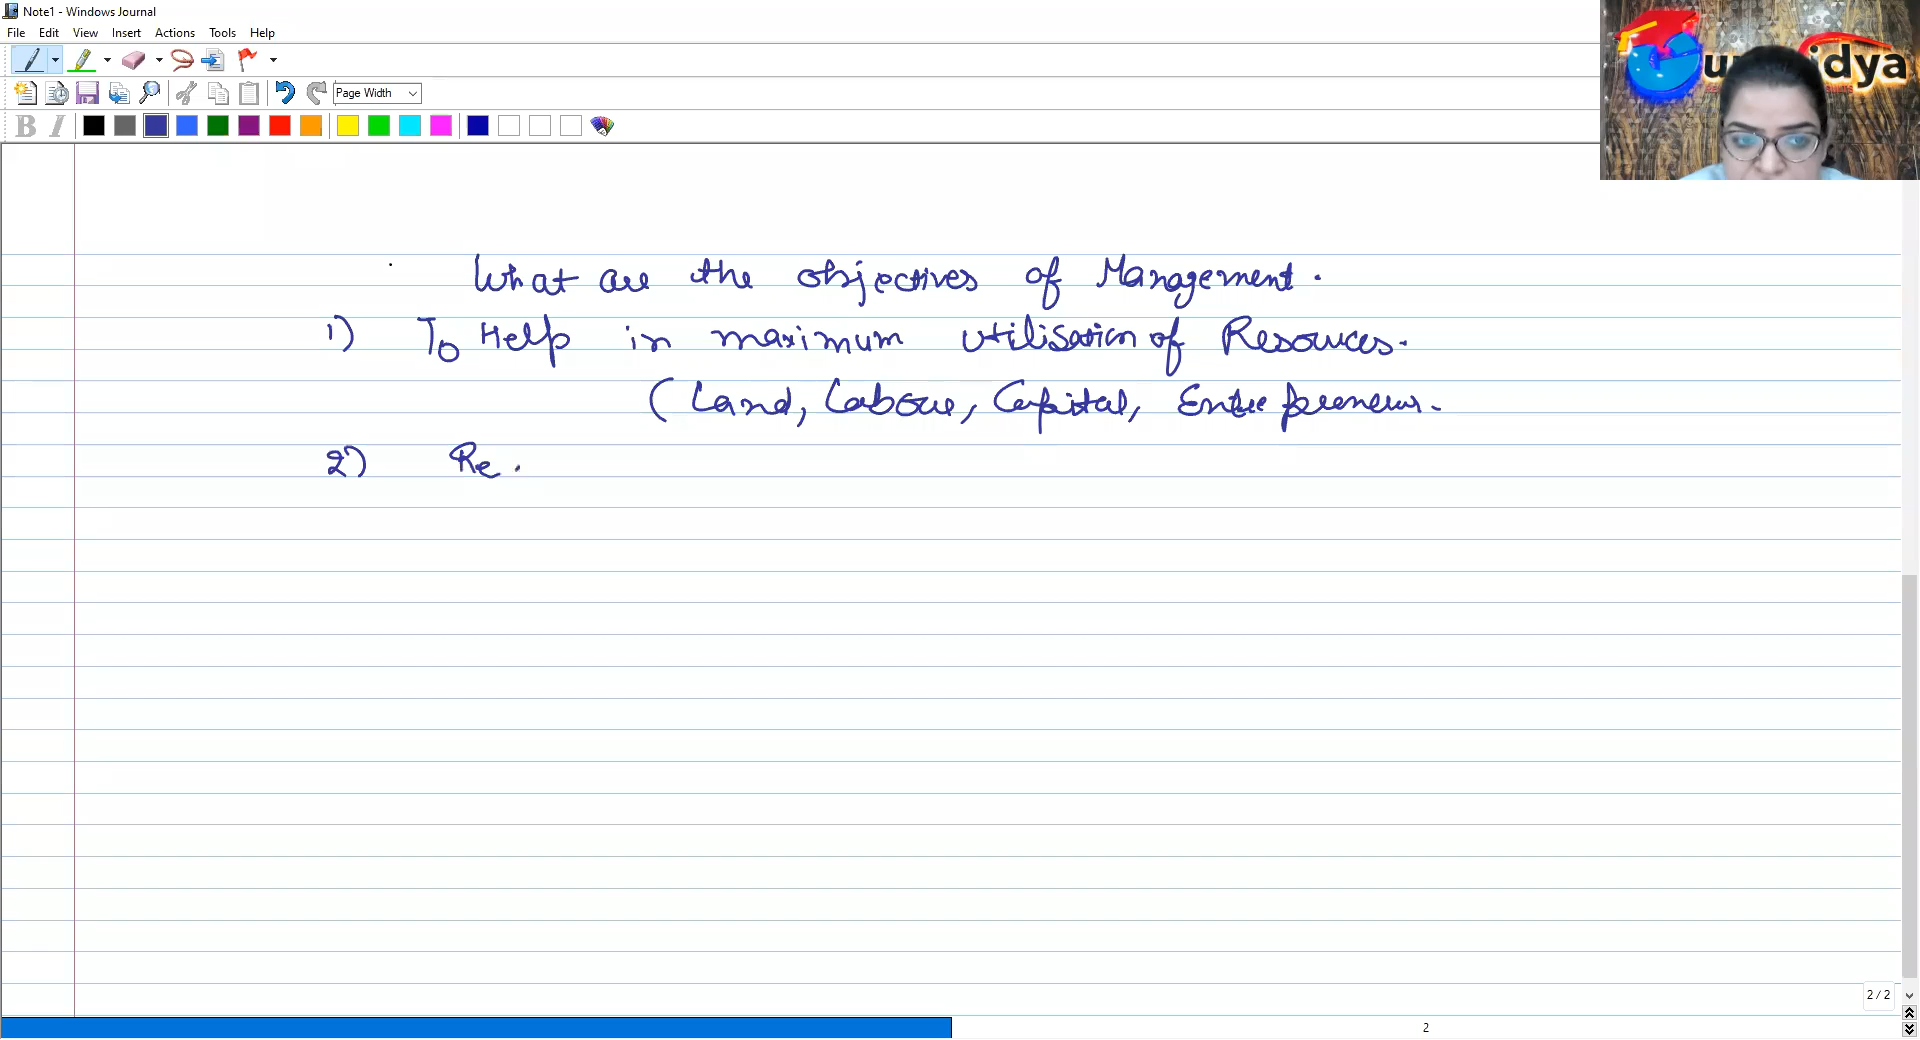 Note1 - Windows Journal
File Edit View Insert Actions Tools Help
Page Width
B I
What are the objectives of Management.
1) To Help in maximum utilisation of Resources.
(Land, Labour, Capital, Entrepreneur.
2) Re.
2 / 2
2